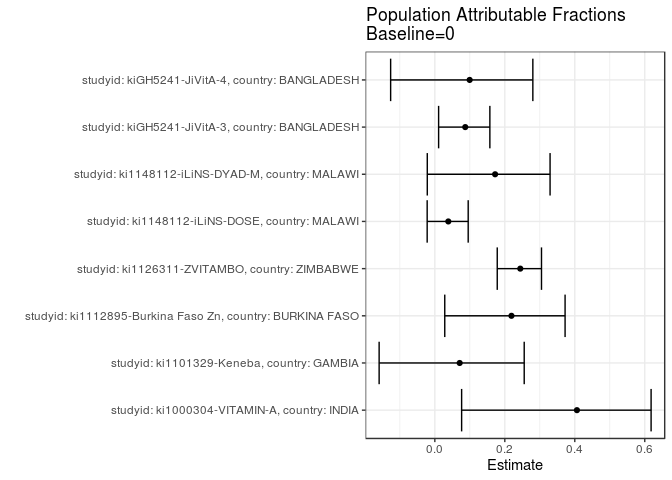 Population Attributable Fractions
Baseline=0
studyid: kiGH5241-JiVitA-4, country: BANGLADESH
studyid: kiGH5241-JiVitA-3, country: BANGLADESH
studyid: ki1148112-iLiNS-DYAD-M, country: MALAWI
studyid: ki1148112-iLiNS-DOSE, country: MALAWI
studyid: ki1126311-ZVITAMBO, country: ZIMBABWE
studyid: ki1112895-Burkina Faso Zn, country: BURKINA FASO
studyid: ki1101329-Keneba, country: GAMBIA
studyid: ki1000304-VITAMIN-A, country: INDIA
0.0 0.2 0.4 0.6
Estimate